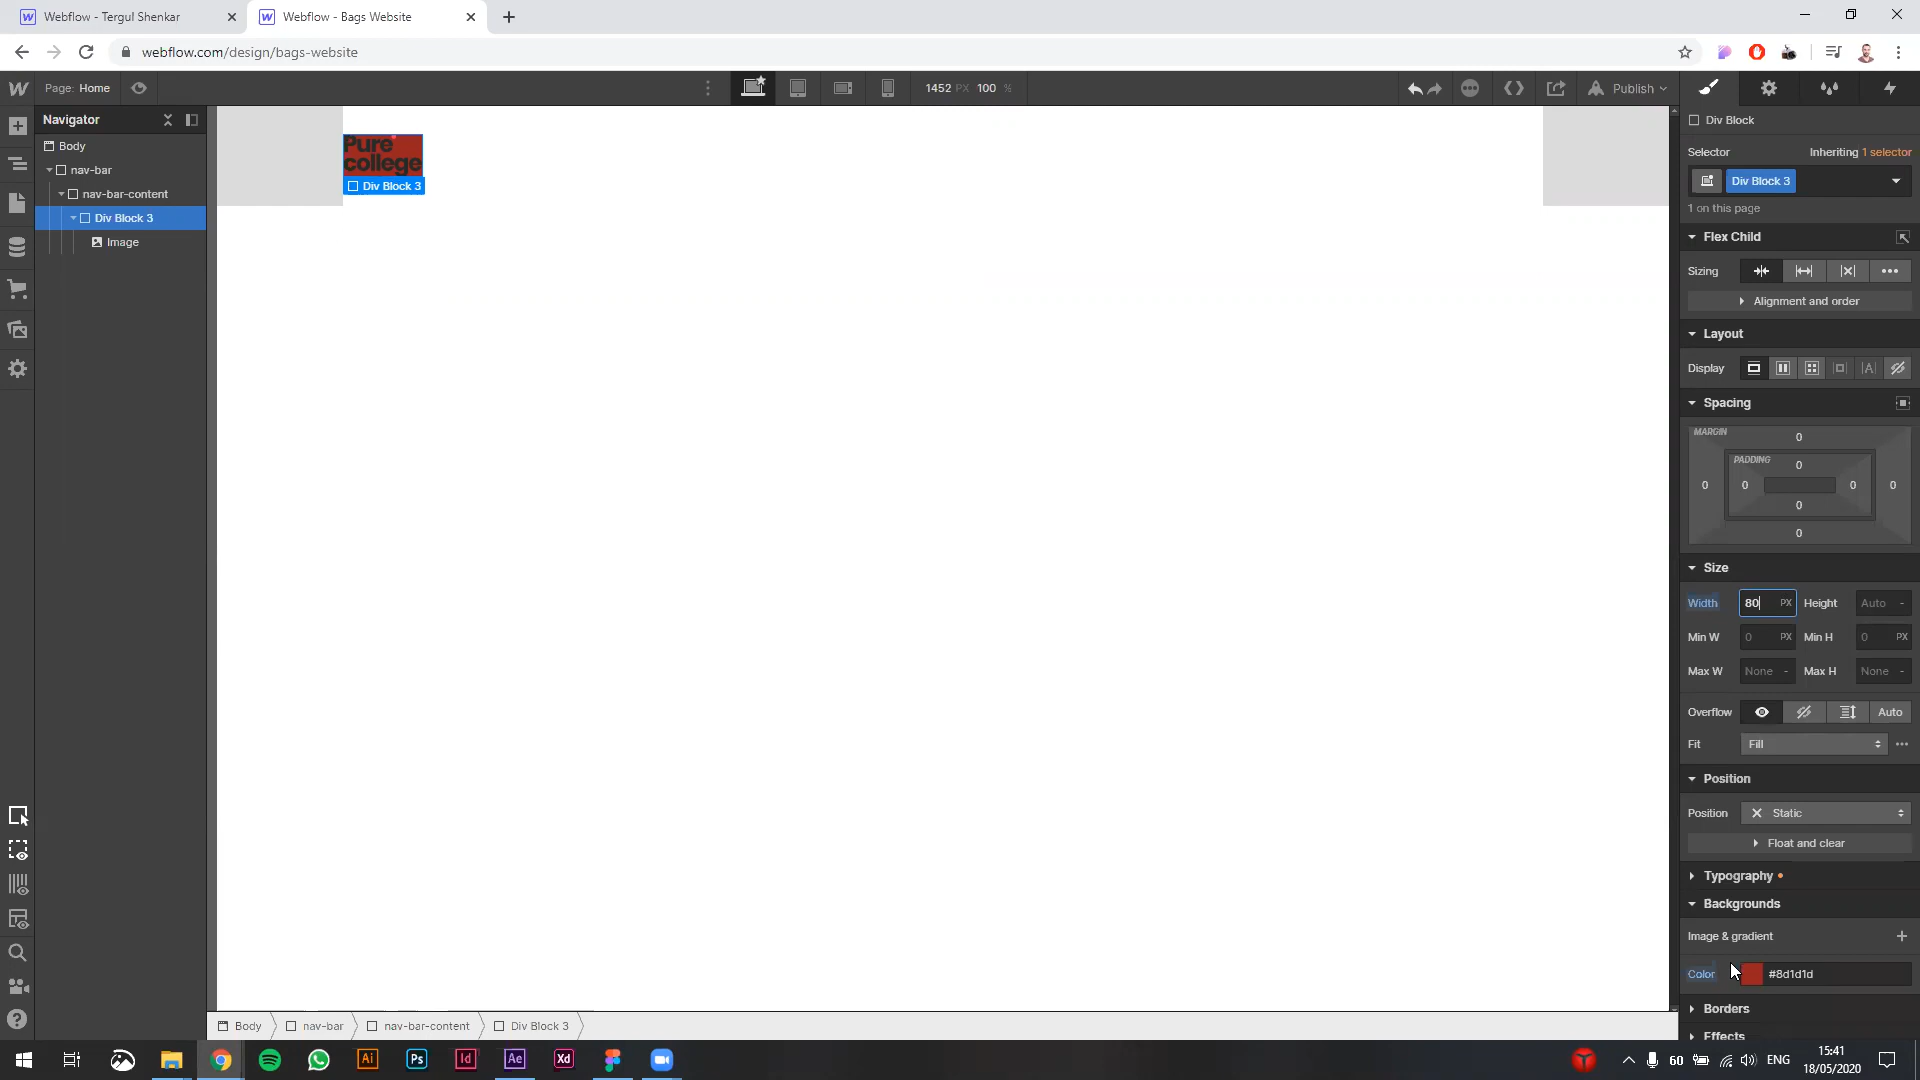 Webflow - Tergul Shenkar
Webflow - Bags Website
webflow.com/design/bags-website
Page: Home
1452 PX 100 %
Publish
Navigator
Body
nav-bar
nav-bar-content
Div Block 3
Image
Pure
college
Div Block 3
Div Block
Selector
Inheriting 1 selector
Div Block 3
1 on this page
Flex Child
Sizing
Alignment and order
Layout
Display
Spacing
MARGIN
0
PADDING
0
0 0 0 0
0
0
Size
Width 80 PX Height Auto -
Min W 0 PX Min H 0 PX
Max W None - Max H None -
Overflow Auto
Fit Fill
Position
Position Static
Float and clear
Typography
Backgrounds
Image & gradient
Color #8d1d1d
Borders
Effects
Body nav-bar nav-bar-content Div Block 3
Ai Ps Id Ae Xd
60 ENG
15:41
18/05/2020